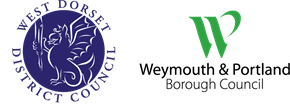 WEST DORSET
DISTRICT COUNCIL
W
Weymouth & Portland
Borough Council